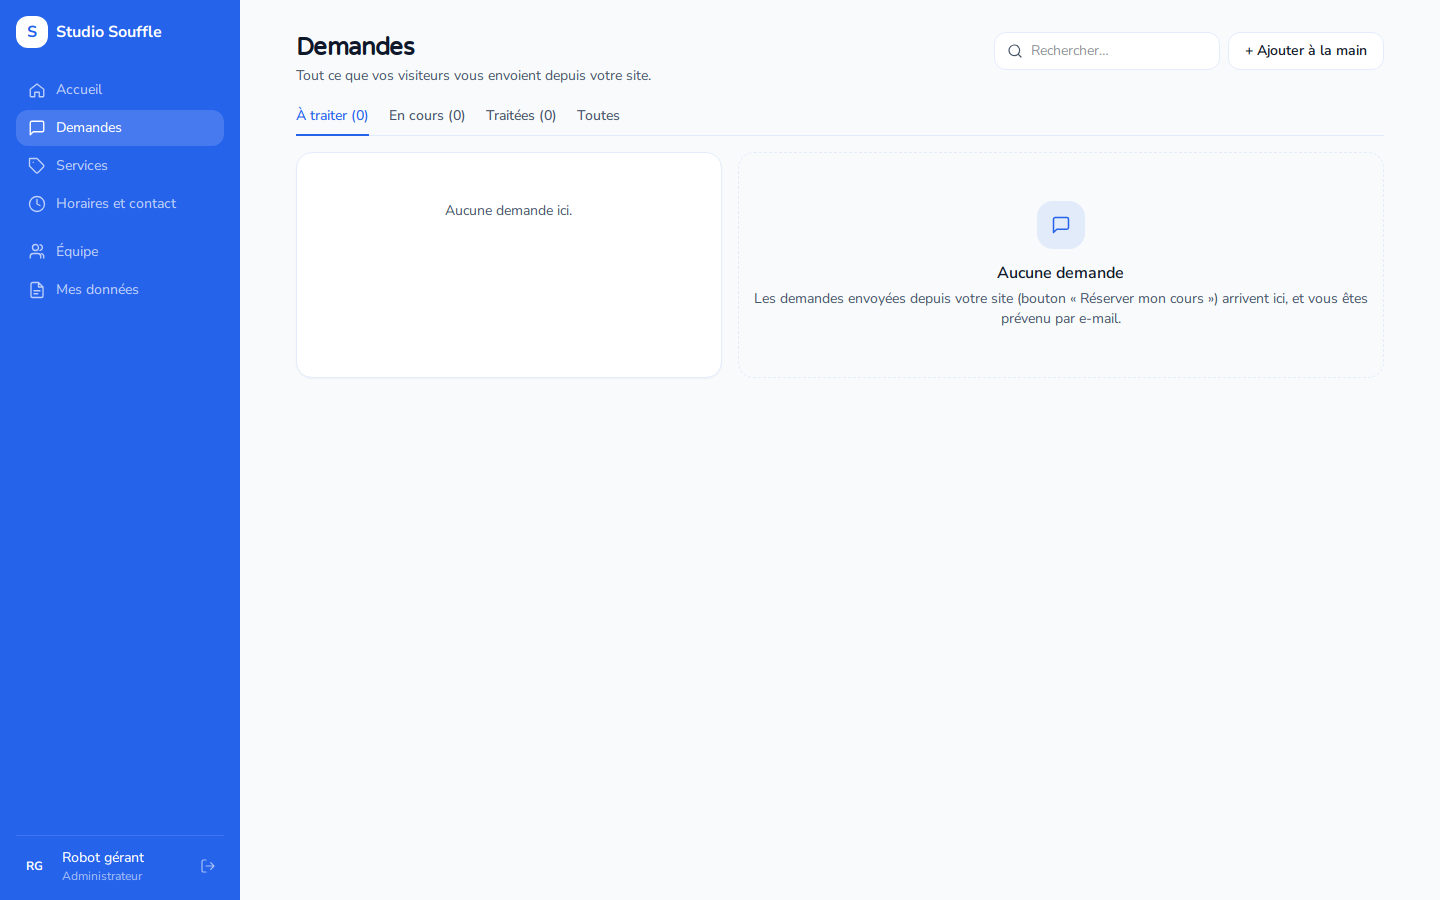 S Studio Souffle
Accueil
Demandes
Services
Horaires et contact
Équipe
Mes données
RG
Robot gérant
Administrateur
Demandes
Tout ce que vos visiteurs vous envoient depuis votre site.
Rechercher...
+ Ajouter à la main
À traiter (0) En cours (0) Traitées (0) Toutes
Aucune demande ici.
Aucune demande
Les demandes envoyées depuis votre site (bouton « Réserver mon cours ») arrivent ici, et vous êtes
prévenu par e-mail.